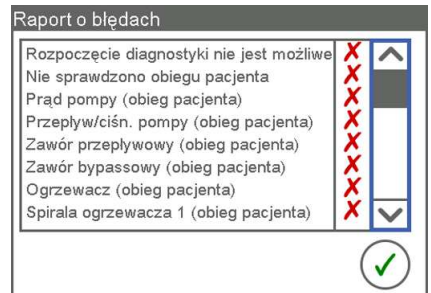 Raport o błędach
Rozpoczęcie diagnostyki nie jest możliwe
Nie sprawdzono obiegu pacjenta
Prąd pompy (obieg pacjenta)
Przepływ/ciśn. pompy (obieg pacjenta)
Zawór przepływowy (obieg pacjenta)
Zawór bypassowy (obieg pacjenta)
Ogrzewacz (obieg pacjenta)
Spirala ogrzewacza 1 (obieg pacjenta)